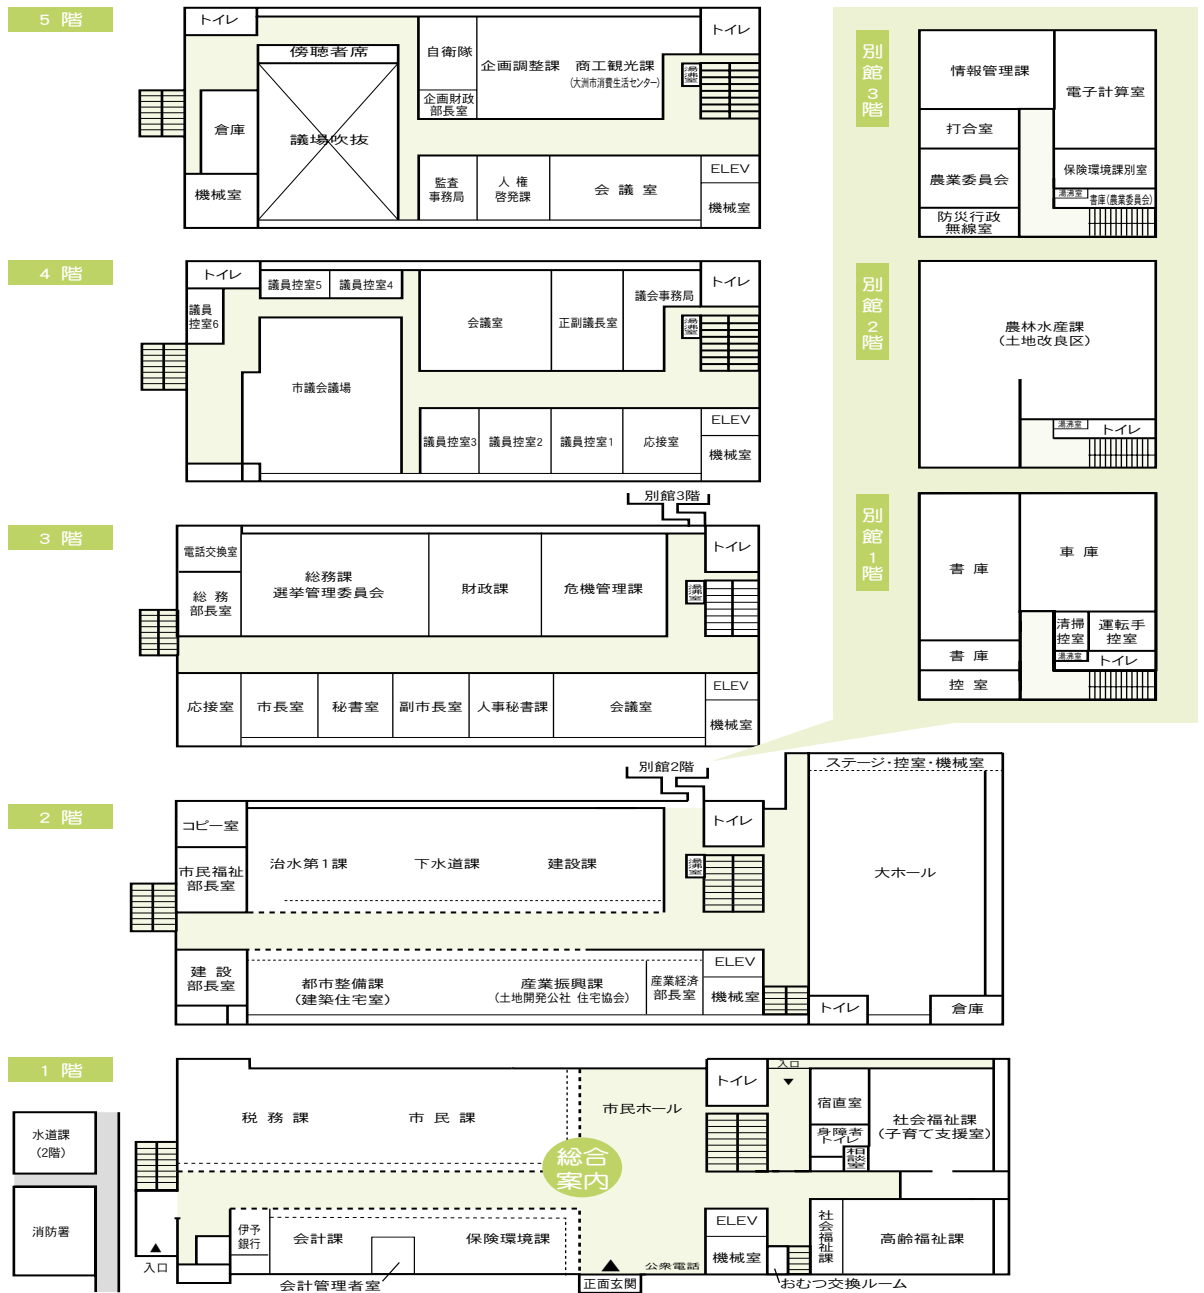 5 階
トイレ
傍聴者席
自衛隊
企画調整課
商工観光課
(大洲市消費生活センター)
トイレ
湯沸室
企画財政
部長室
倉庫
議場吹抜
機械室
監査
事務局
人 権
啓発課
会 議 室
ELEV
機械室
4 階
トイレ
議員控室5
議員控室4
議員
控室6
会議室
正副議長室
議会事務局
トイレ
湯沸室
市議会議場
議員控室3
議員控室2
議員控室1
応接室
ELEV
機械室
別館3階
3 階
電話交換室
総 務
部長室
総務課
選挙管理委員会
財政課
危機管理課
トイレ
湯沸室
応接室
市長室
秘書室
副市長室
人事秘書課
会議室
ELEV
機械室
別館2階
2 階
コピー室
市民福祉
部長室
治水第1課
下水道課
建設課
トイレ
湯沸室
ステージ・控室・機械室
大ホール
建 設
部長室
都市整備課
(建築住宅室)
産業振興課
(土地開発公社 住宅協会)
産業経済
部長室
ELEV
機械室
トイレ
倉庫
1 階
水道課
(2階)
消防署
入口
税 務 課
市 民 課
市民ホール
総合
案内
トイレ
入口
宿直室
身障者
トイレ
相談室
社会福祉課
(子育て支援室)
伊予
銀行
会計課
会計管理者室
保険環境課
正面玄関
公衆電話
ELEV
機械室
おむつ交換ルーム
社会福祉課
高齢福祉課
別館3階
情報管理課
電子計算室
打合室
農業委員会
保険環境課別室
湯沸室
書庫(農業委員会)
防災行政
無線室
別館2階
農林水産課
(土地改良区)
湯沸室
トイレ
別館1階
書 庫
車 庫
清掃
控室
運転手
控室
書 庫
湯沸室
トイレ
控 室